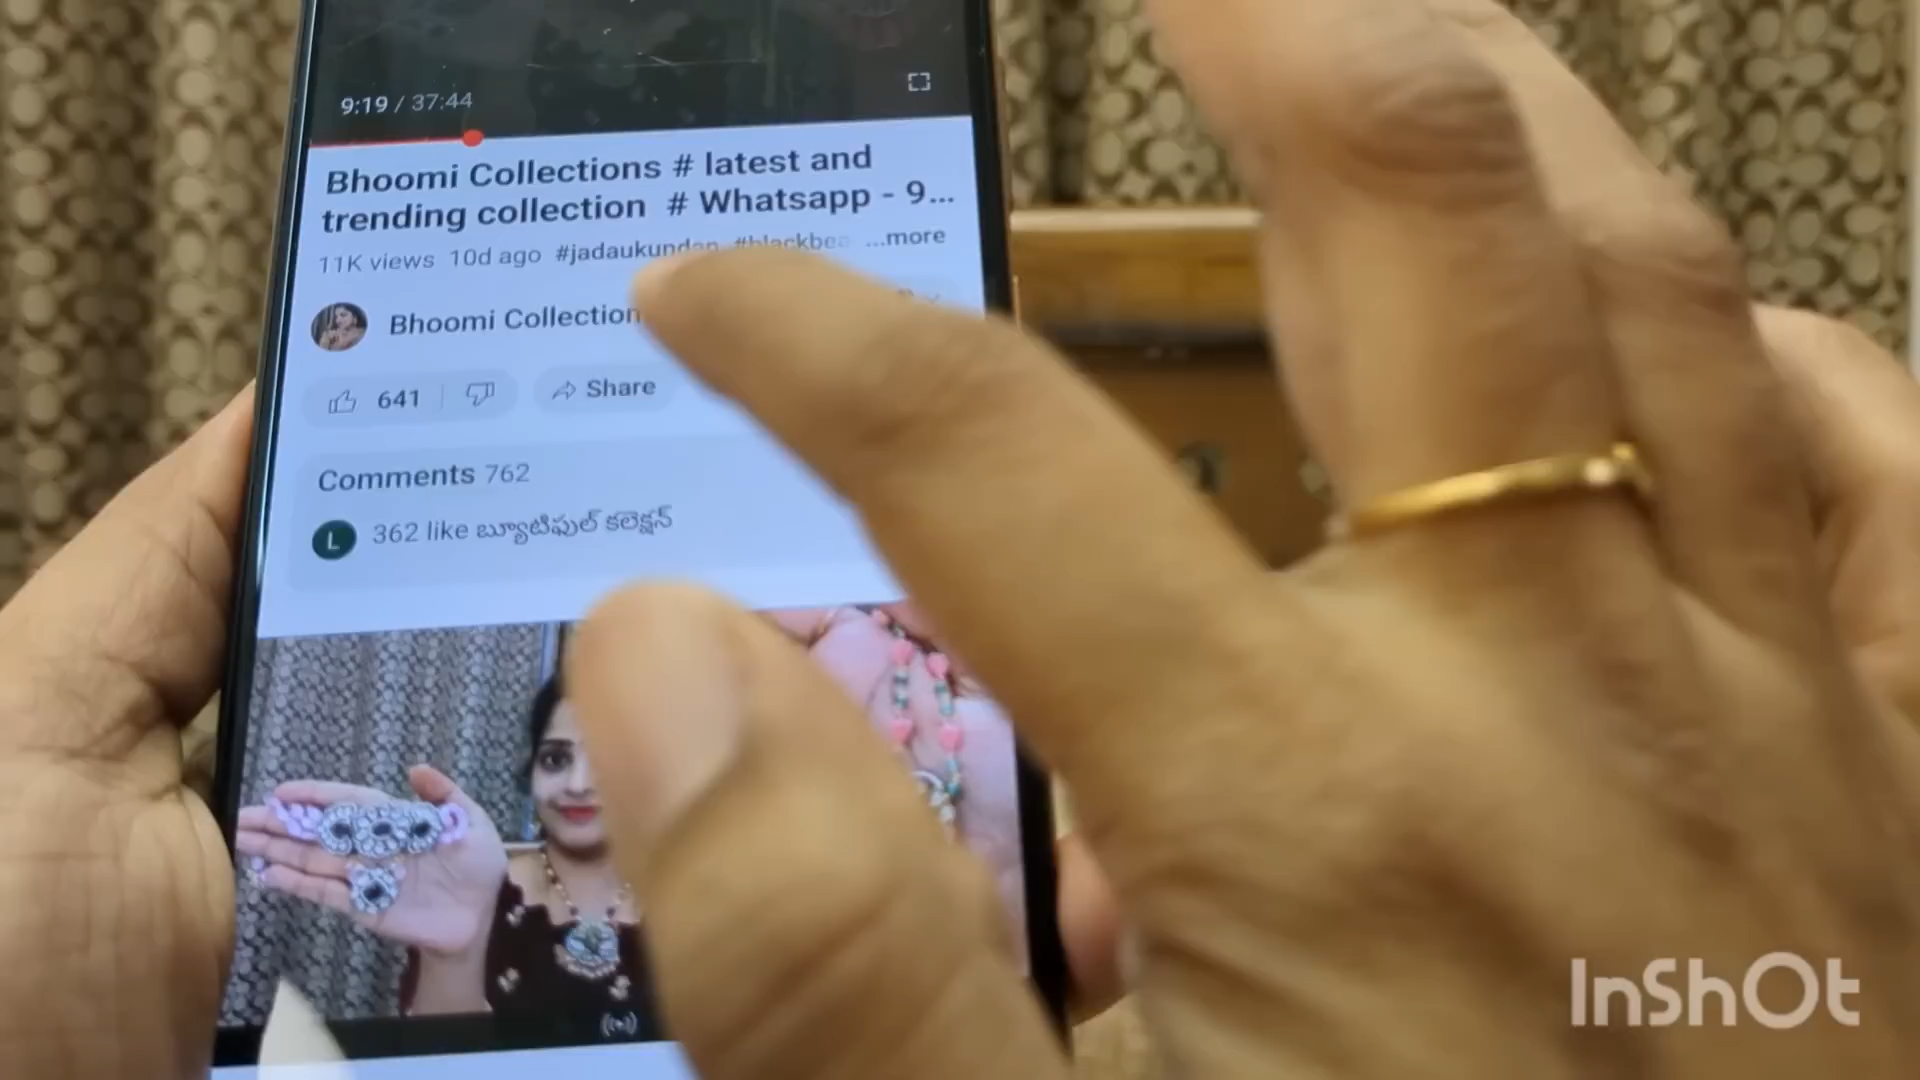 9:19 / 37:44
Bhoomi Collections # latest and
trending collection # Whatsapp - 9...
11K views 10d ago #jadaukundan #blackbea ...more
Bhoomi Collection
641 Share
Comments 762
L 362 like బ్యూటిఫుల్ కలెక్షన్
InShOt